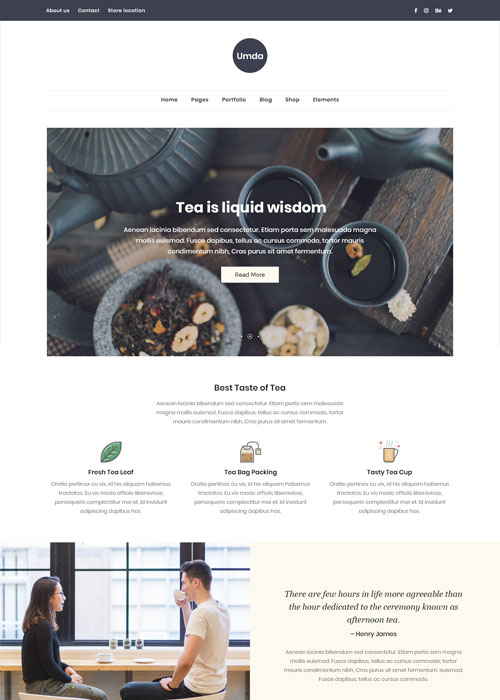 About us Contact Store location
Umda
Home Pages Portfolio Blog Shop Elements
Tea is liquid wisdom
Aenean lacinia bibendum sed consectetur. Etiam porta sem malesuada magna
mollis euismod. Fusce dapibus, tellus ac cursus commodo, tortor mauris
condimentum nibh, Cras purus sit amet fermentum.
Read More
Best Taste of Tea
Aenean lacinia bibendum sed consectetur. Etiam porta sem malesuada
magna mollis euismod. Fusce dapibus, tellus ac cursus commodo, tortor
Cras purus sit amet fermentum.
Fresh Tea Leaf
Oratio pertinax cu vix, id his aliquam habemus
tractatos. Eu vis modo officiis liberavisse,
persequeris complectitur mei et. Id invidunt
adipiscing dapibus has.
Tea Bag Packing
Oratio pertinax cu vix, id his aliquam habemus
tractatos. Eu vis modo officiis liberavisse,
persequeris complectitur mei et. Id invidunt
adipiscing dapibus has.
Tasty Tea Cup
Oratio pertinax cu vix, id his aliquam habemus
tractatos. Eu vis modo officiis liberavisse,
persequeris complectitur mei et. Id invidunt
adipiscing dapibus has.
There are few hours in life more agreeable than
the hour dedicated to the ceremony known as
afternoon tea.
– Henry James
Aenean lacinia bibendum sed consectetur. Etiam porta sem
malesuada magna mollis euismod. Fusce dapibus, tellus ac cursus
commodo, tortor Cras purus sit amet fermentum. Fusce dapibus,
tellus ac cursus commodo.